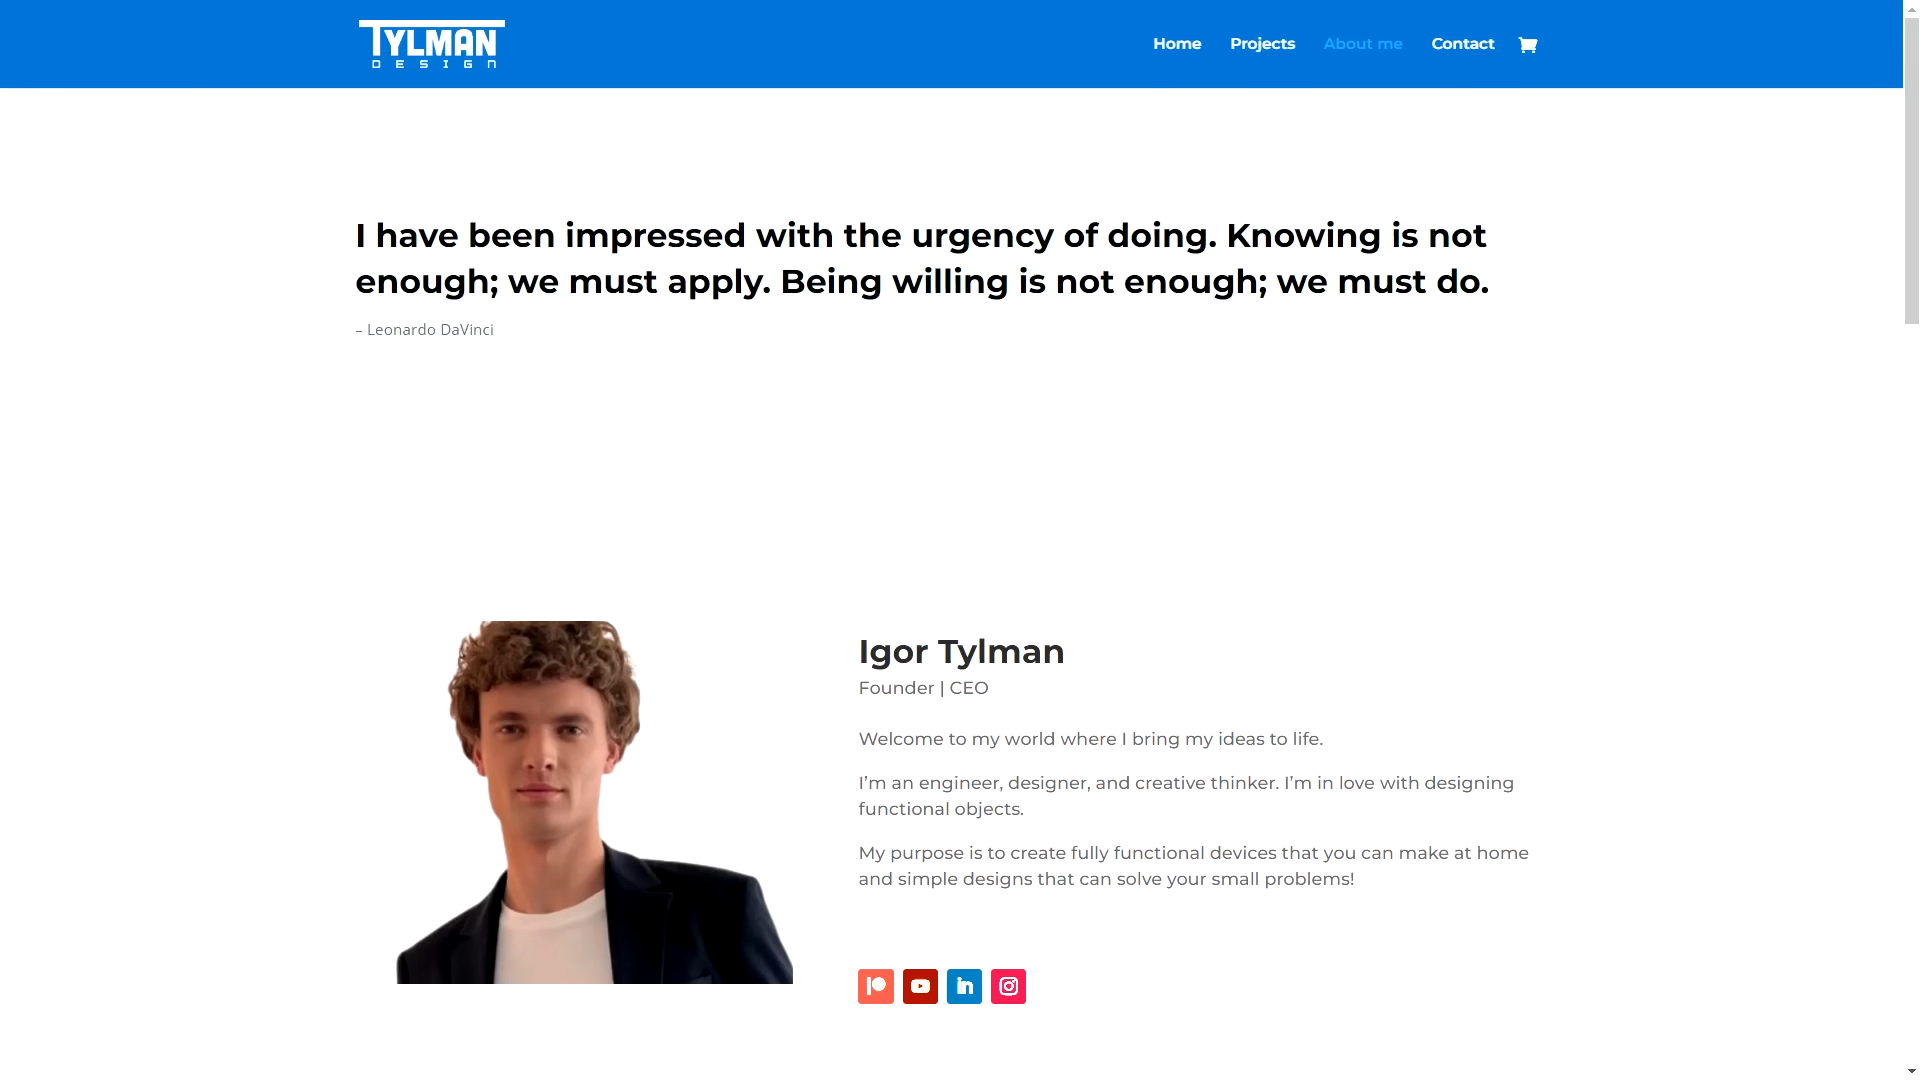 TYLMAN
DESIGN
Home
Projects
About me
Contact
I have been impressed with the urgency of doing. Knowing is not
enough; we must apply. Being willing is not enough; we must do.
– Leonardo DaVinci
Igor Tylman
Founder | CEO
Welcome to my world where I bring my ideas to life.
I’m an engineer, designer, and creative thinker. I’m in love with designing
functional objects.
My purpose is to create fully functional devices that you can make at home
and simple designs that can solve your small problems!
in